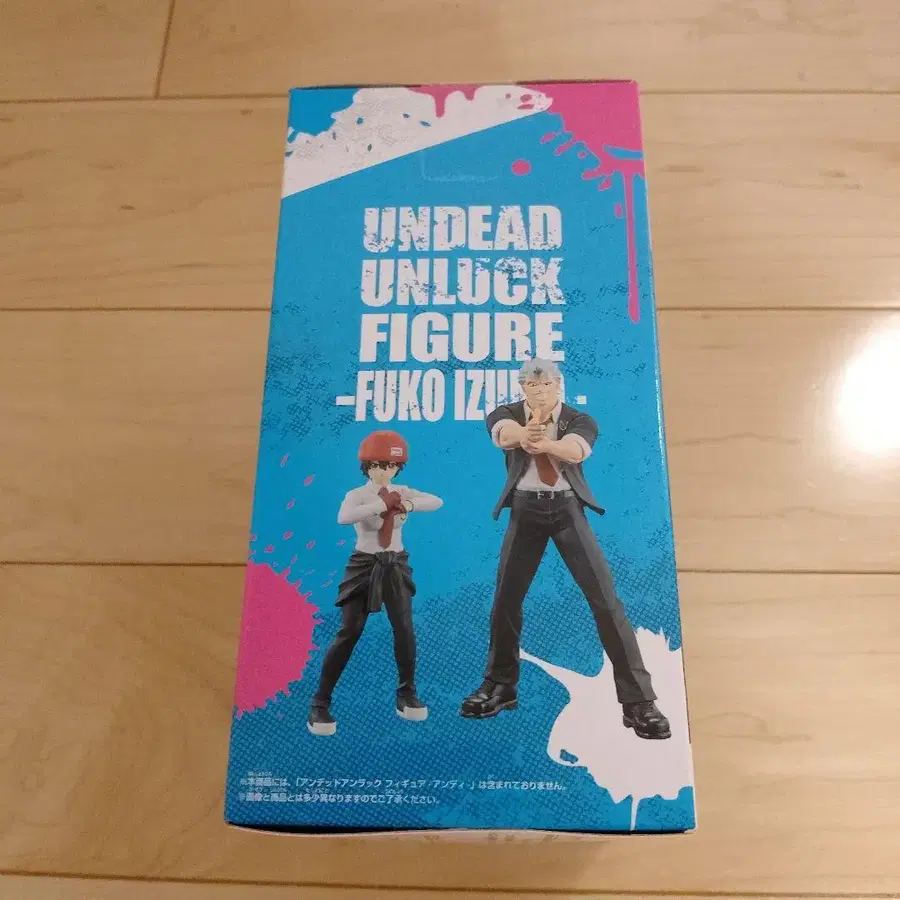 UNDEAD
UNLUCK
FIGURE
-FUKO IZU
※本商品には、「アンデッドアンラック フィギュア-アンディ-」は含まれておりません。
※画像と商品とは多少異なりますのでご了承ください。